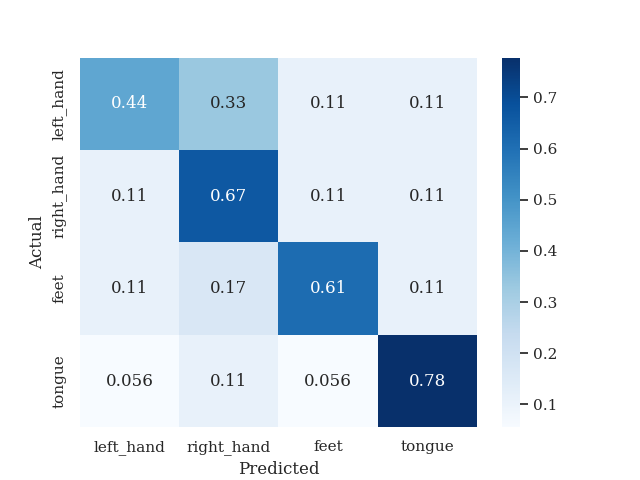 left_hand 0.44 0.33 0.11 0.11
right_hand 0.11 0.67 0.11 0.11
feet 0.11 0.17 0.61 0.11
tongue 0.056 0.11 0.056 0.78
Actual
left_hand right_hand feet tongue
Predicted
0.7
0.6
0.5
0.4
0.3
0.2
0.1